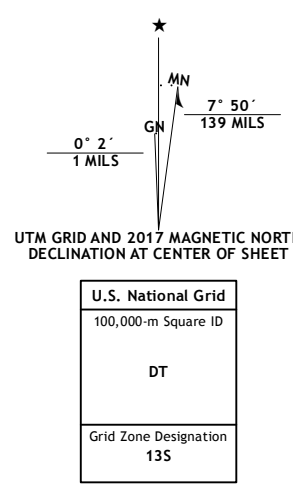 ★
MN
GN
7° 50´
139 MILS
0° 2´
1 MILS
UTM GRID AND 2017 MAGNETIC NORT
DECLINATION AT CENTER OF SHEET
U.S. National Grid
100,000-m Square ID
DT
Grid Zone Designation
13S